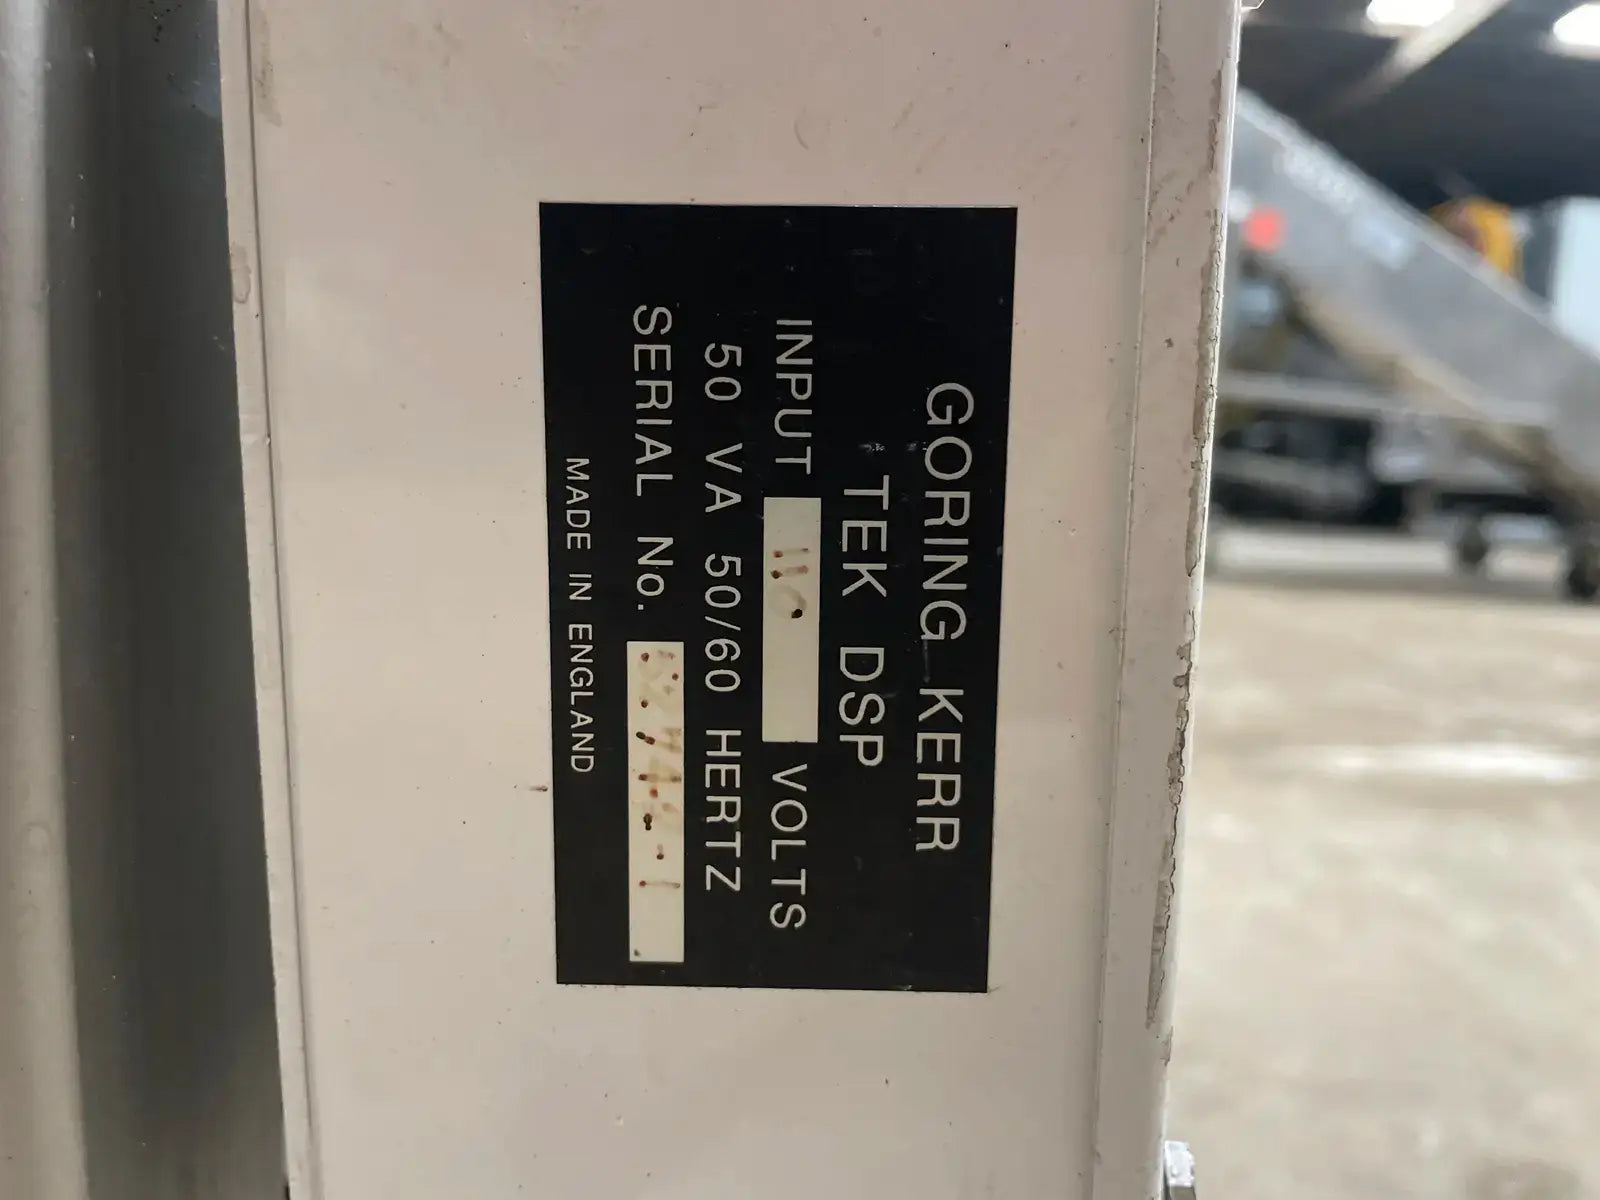 GORING KERR
TEK DSP
INPUT 110 VOLTS
50 VA 50/60 HERTZ
SERIAL No.
MADE IN ENGLAND